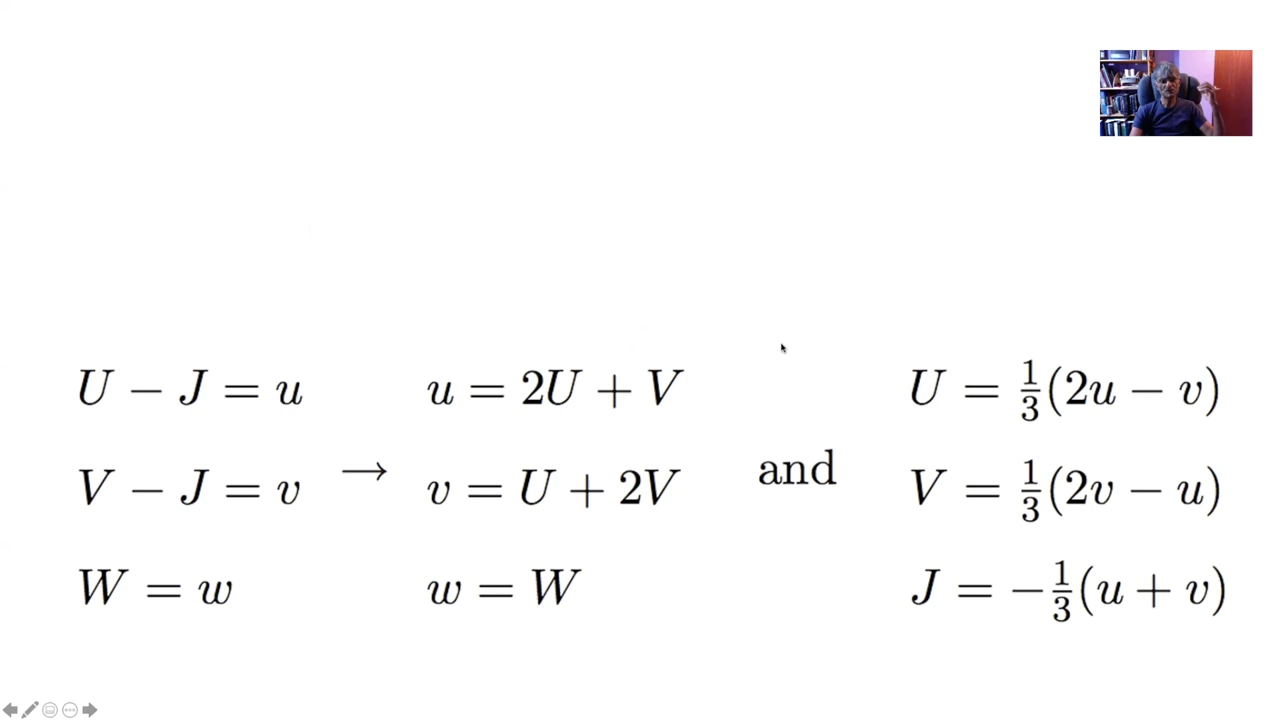 U − J = u
V − J = v
W = w
→
u = 2U + V
v = U + 2V
w = W
and
U = 1/3(2u − v)
V = 1/3(2v − u)
J = −1/3(u + v)